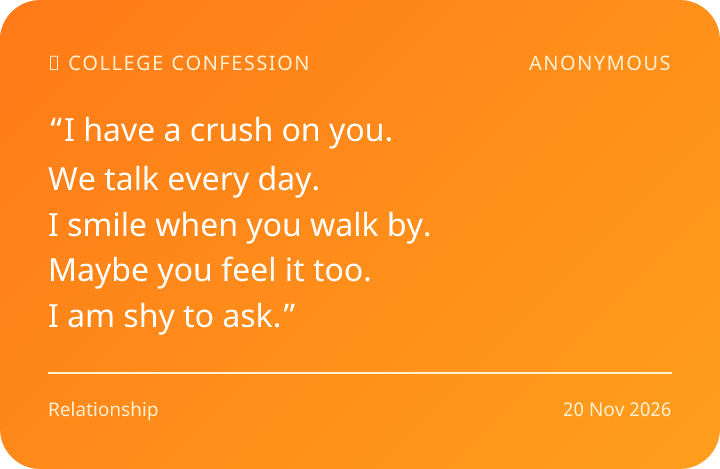 COLLEGE CONFESSION
ANONYMOUS
“I have a crush on you.
We talk every day.
I smile when you walk by.
Maybe you feel it too.
I am shy to ask.”
Relationship
20 Nov 2026